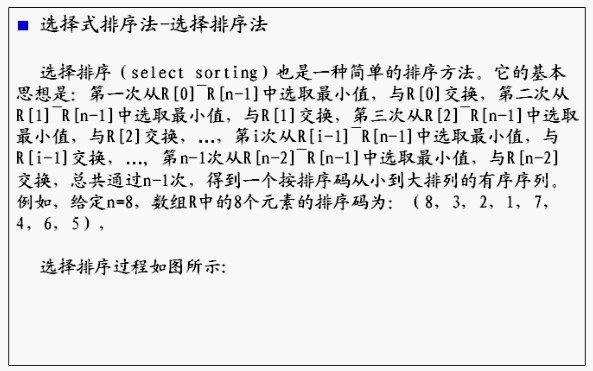 ■ 选择式排序法-选择排序法
选择排序（select sorting）也是一种简单的排序方法。它的基本
思想是：第一次从R[0]¯R[n-1]中选取最小值，与R[0]交换，第二次从
R[1]¯R[n-1]中选取最小值，与R[1]交换，第三次从R[2]¯R[n-1]中选取
最小值，与R[2]交换，...，第i次从R[i-1]¯R[n-1]中选取最小值，与
R[i-1]交换，...，第n-1次从R[n-2]¯R[n-1]中选取最小值，与R[n-2]
交换，总共通过n-1次，得到一个按排序码从小到大排列的有序序列。
例如，给定n=8，数组R中的8个元素的排序码为：（8，3，2，1，7，
4，6，5），
选择排序过程如图所示：